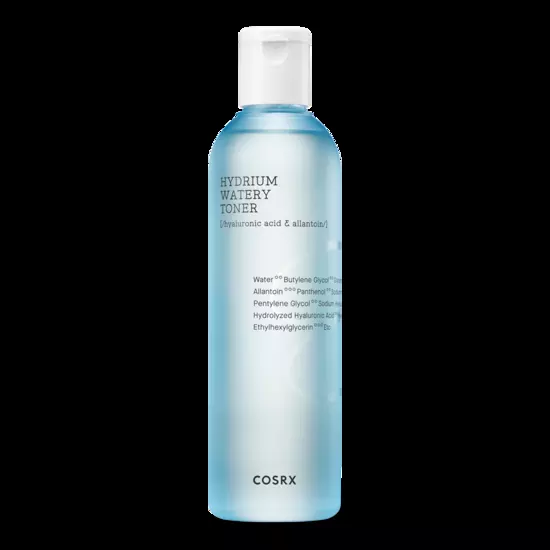 HYDRIUM
WATERY
TONER
[/hyaluronic acid & allantoin/]
Water°° Butylene Glycol°°
Allantoin°°° Panthenol°°
Pentylene Glycol°° Sodium
Hydrolyzed Hyaluronic Acid°°
Ethylhexylglycerin°°° Etc
COSRX